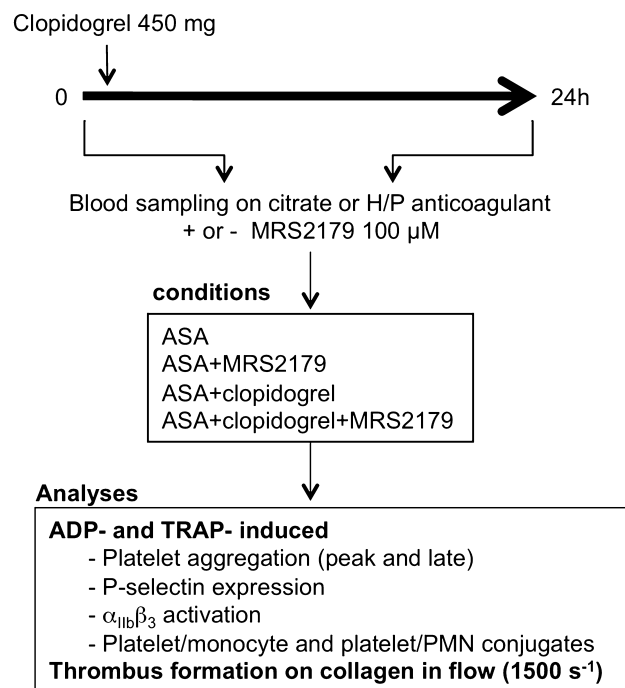 Clopidogrel 450 mg
0
24h
Blood sampling on citrate or H/P anticoagulant
+ or - MRS2179 100 µM
conditions
ASA
ASA+MRS2179
ASA+clopidogrel
ASA+clopidogrel+MRS2179
Analyses
ADP- and TRAP- induced
- Platelet aggregation (peak and late)
- P-selectin expression
- αIIbβ3 activation
- Platelet/monocyte and platelet/PMN conjugates
Thrombus formation on collagen in flow (1500 s⁻¹)